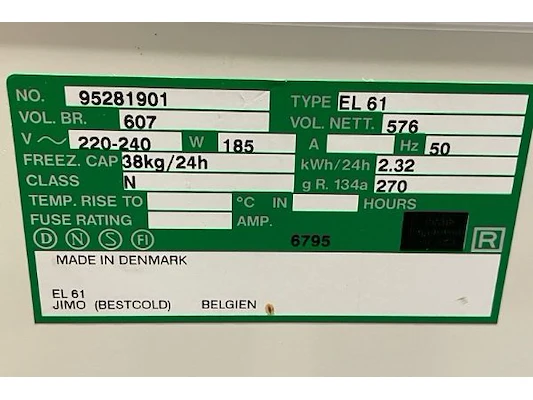 NO. 95281901 TYPE EL 61
VOL. BR. 607 VOL. NETT. 576
V ~ 220-240 W 185 A Hz 50
FREEZ. CAP 38kg/24h kWh/24h 2.32
CLASS N g R. 134a 270
TEMP. RISE TO °C IN HOURS
FUSE RATING AMP.
D N S FI 6795 R
MADE IN DENMARK
EL 61
JIMO (BESTCOLD) BELGIEN